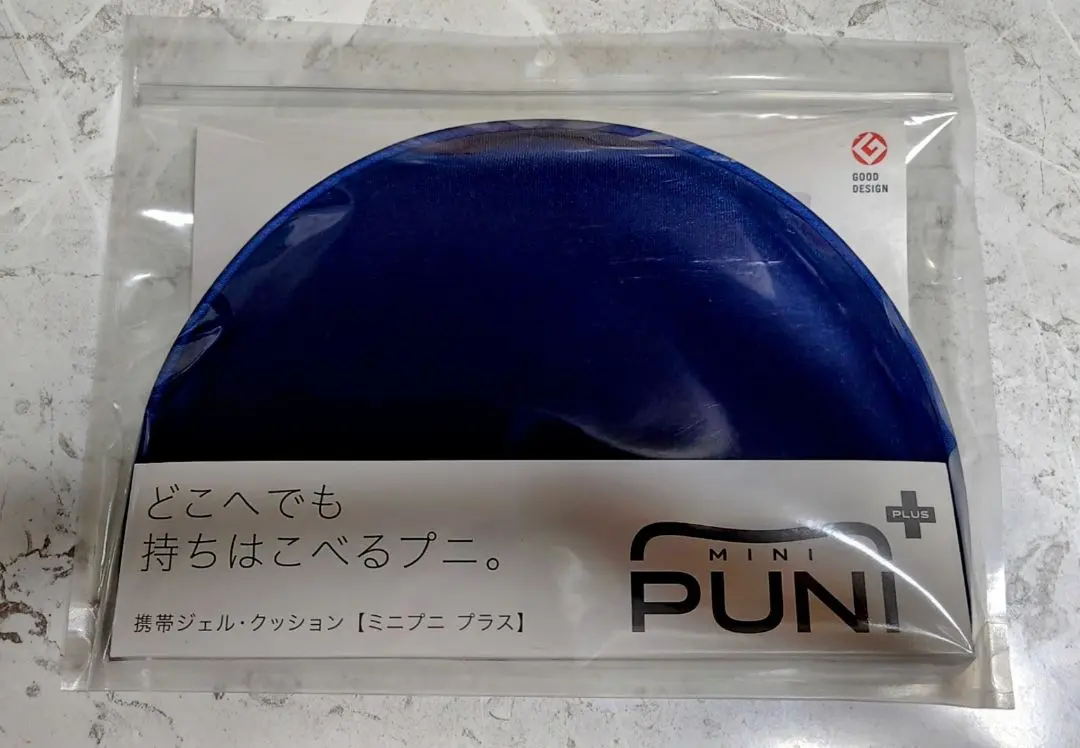 GOOD
DESIGN
どこへでも
持ちはこべるプニ。
携帯ジェル・クッション【ミニプニ プラス】
PLUS
MINI
PUNI